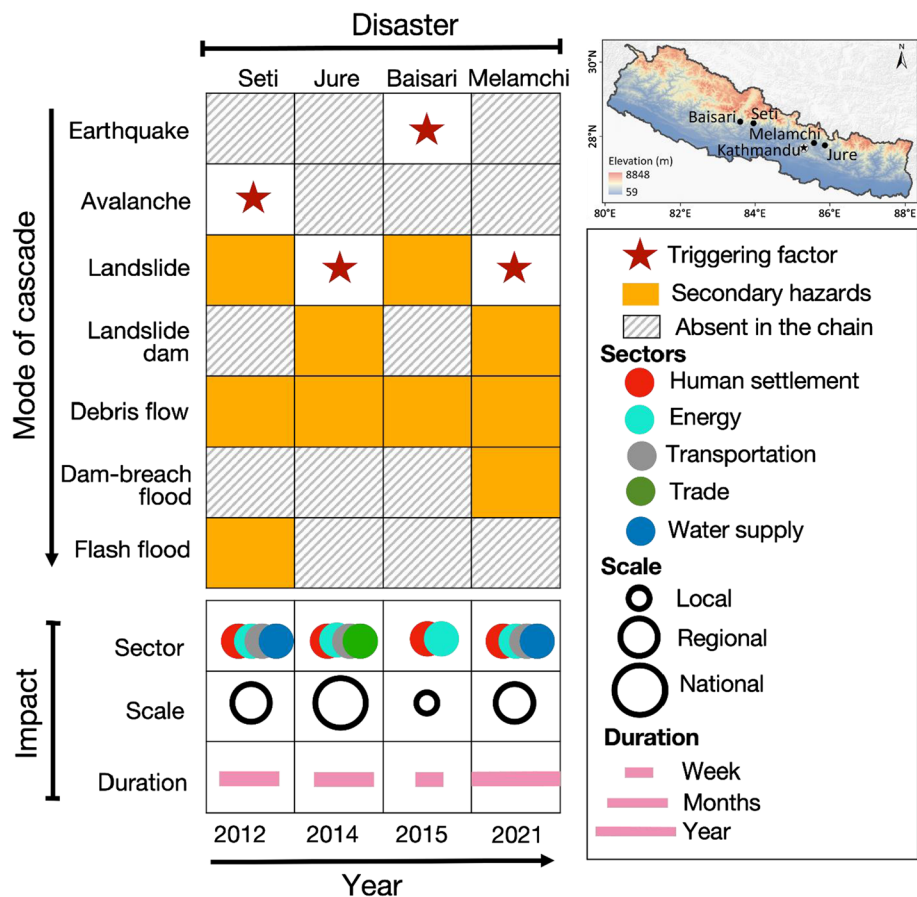 Disaster
Seti Jure Baisari Melamchi
Mode of cascade
Earthquake
Avalanche
Landslide
Landslide
dam
Debris flow
Dam-breach
flood
Flash flood
Impact
Sector
Scale
Duration
2012 2014 2015 2021
Year
30°N
28°N
N
Baisari Seti
Melamchi
Kathmandu Jure
Elevation (m)
8848
59
80°E 82°E 84°E 86°E 88°E
Triggering factor
Secondary hazards
Absent in the chain
Sectors
Human settlement
Energy
Transportation
Trade
Water supply
Scale
Local
Regional
National
Duration
Week
Months
Year